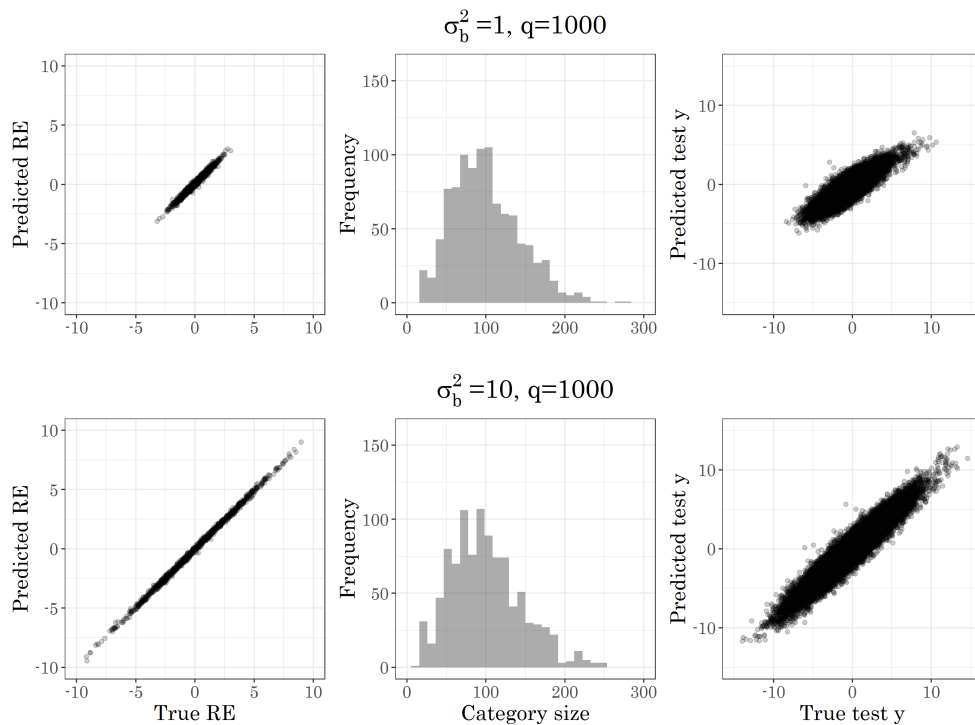 σ_b^2=1, q=1000
Predicted RE
10
5
0
-5
-10
-10 -5 0 5 10
Frequency
150
100
50
0
0 100 200 300
Predicted test y
10
0
-10
-10 0 10
σ_b^2=10, q=1000
Predicted RE
10
5
0
-5
-10
-10 -5 0 5 10
True RE
Frequency
150
100
50
0
0 100 200 300
Category size
Predicted test y
10
0
-10
-10 0 10
True test y